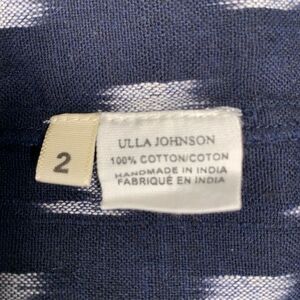 2
ULLA JOHNSON
100% COTTON/COTON
HANDMADE IN INDIA
FABRIQUÉ EN INDIA